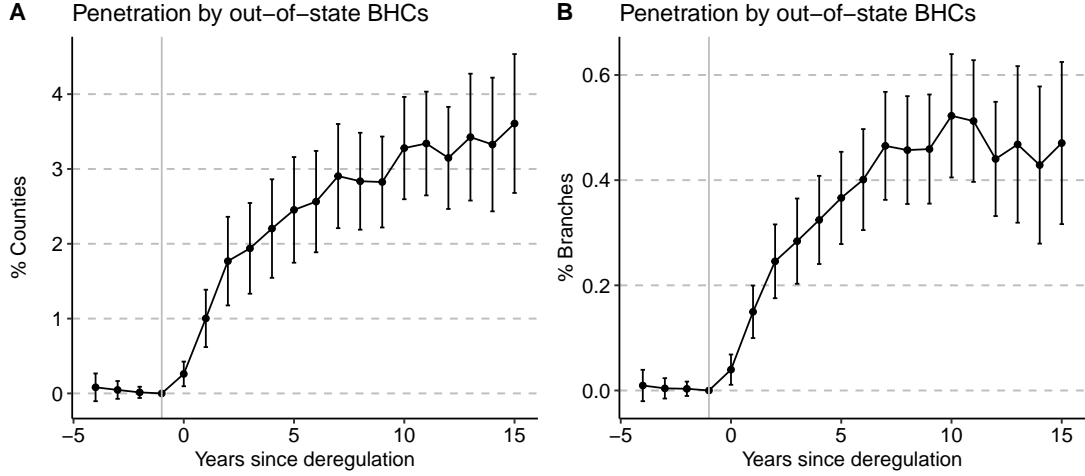 A Penetration by out−of−state BHCs
% Counties
4
3
2
1
0
−5 0 5 10 15
Years since deregulation
B Penetration by out−of−state BHCs
% Branches
0.6
0.4
0.2
0.0
−5 0 5 10 15
Years since deregulation